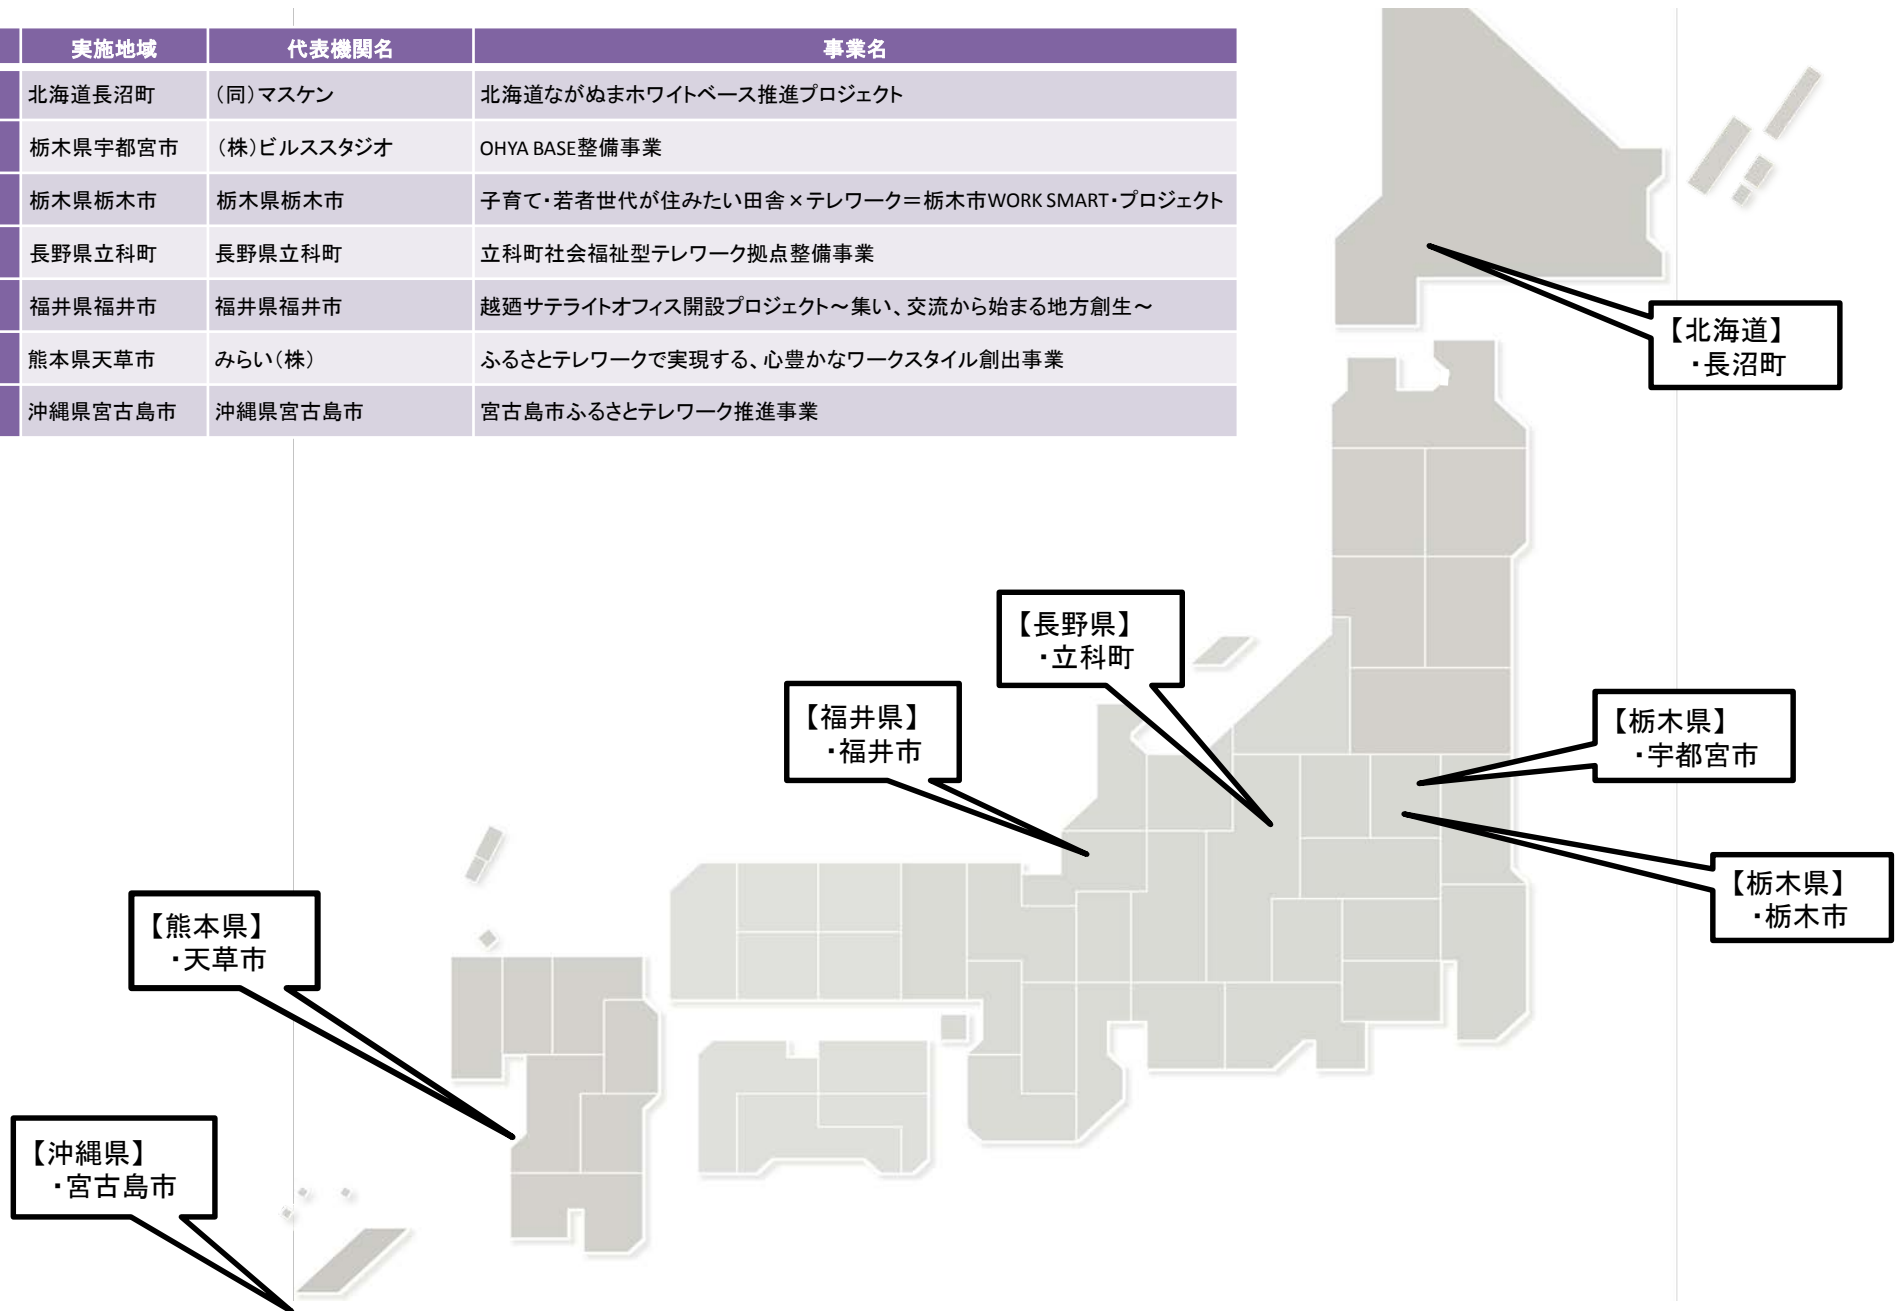 実施地域 代表機関名 事業名
北海道長沼町 (同)マスケン 北海道ながぬまホワイトベース推進プロジェクト
栃木県宇都宮市 (株)ビルススタジオ OHYA BASE整備事業
栃木県栃木市 栃木県栃木市 子育て・若者世代が住みたい田舎×テレワーク=栃木市WORK SMART・プロジェクト
長野県立科町 長野県立科町 立科町社会福祉型テレワーク拠点整備事業
福井県福井市 福井県福井市 越廼サテライトオフィス開設プロジェクト～集い、交流から始まる地方創生～
熊本県天草市 みらい(株) ふるさとテレワークで実現する、心豊かなワークスタイル創出事業
沖縄県宮古島市 沖縄県宮古島市 宮古島市ふるさとテレワーク推進事業
【北海道】
・長沼町
【長野県】
・立科町
【福井県】
・福井市
【栃木県】
・宇都宮市
【栃木県】
・栃木市
【熊本県】
・天草市
【沖縄県】
・宮古島市